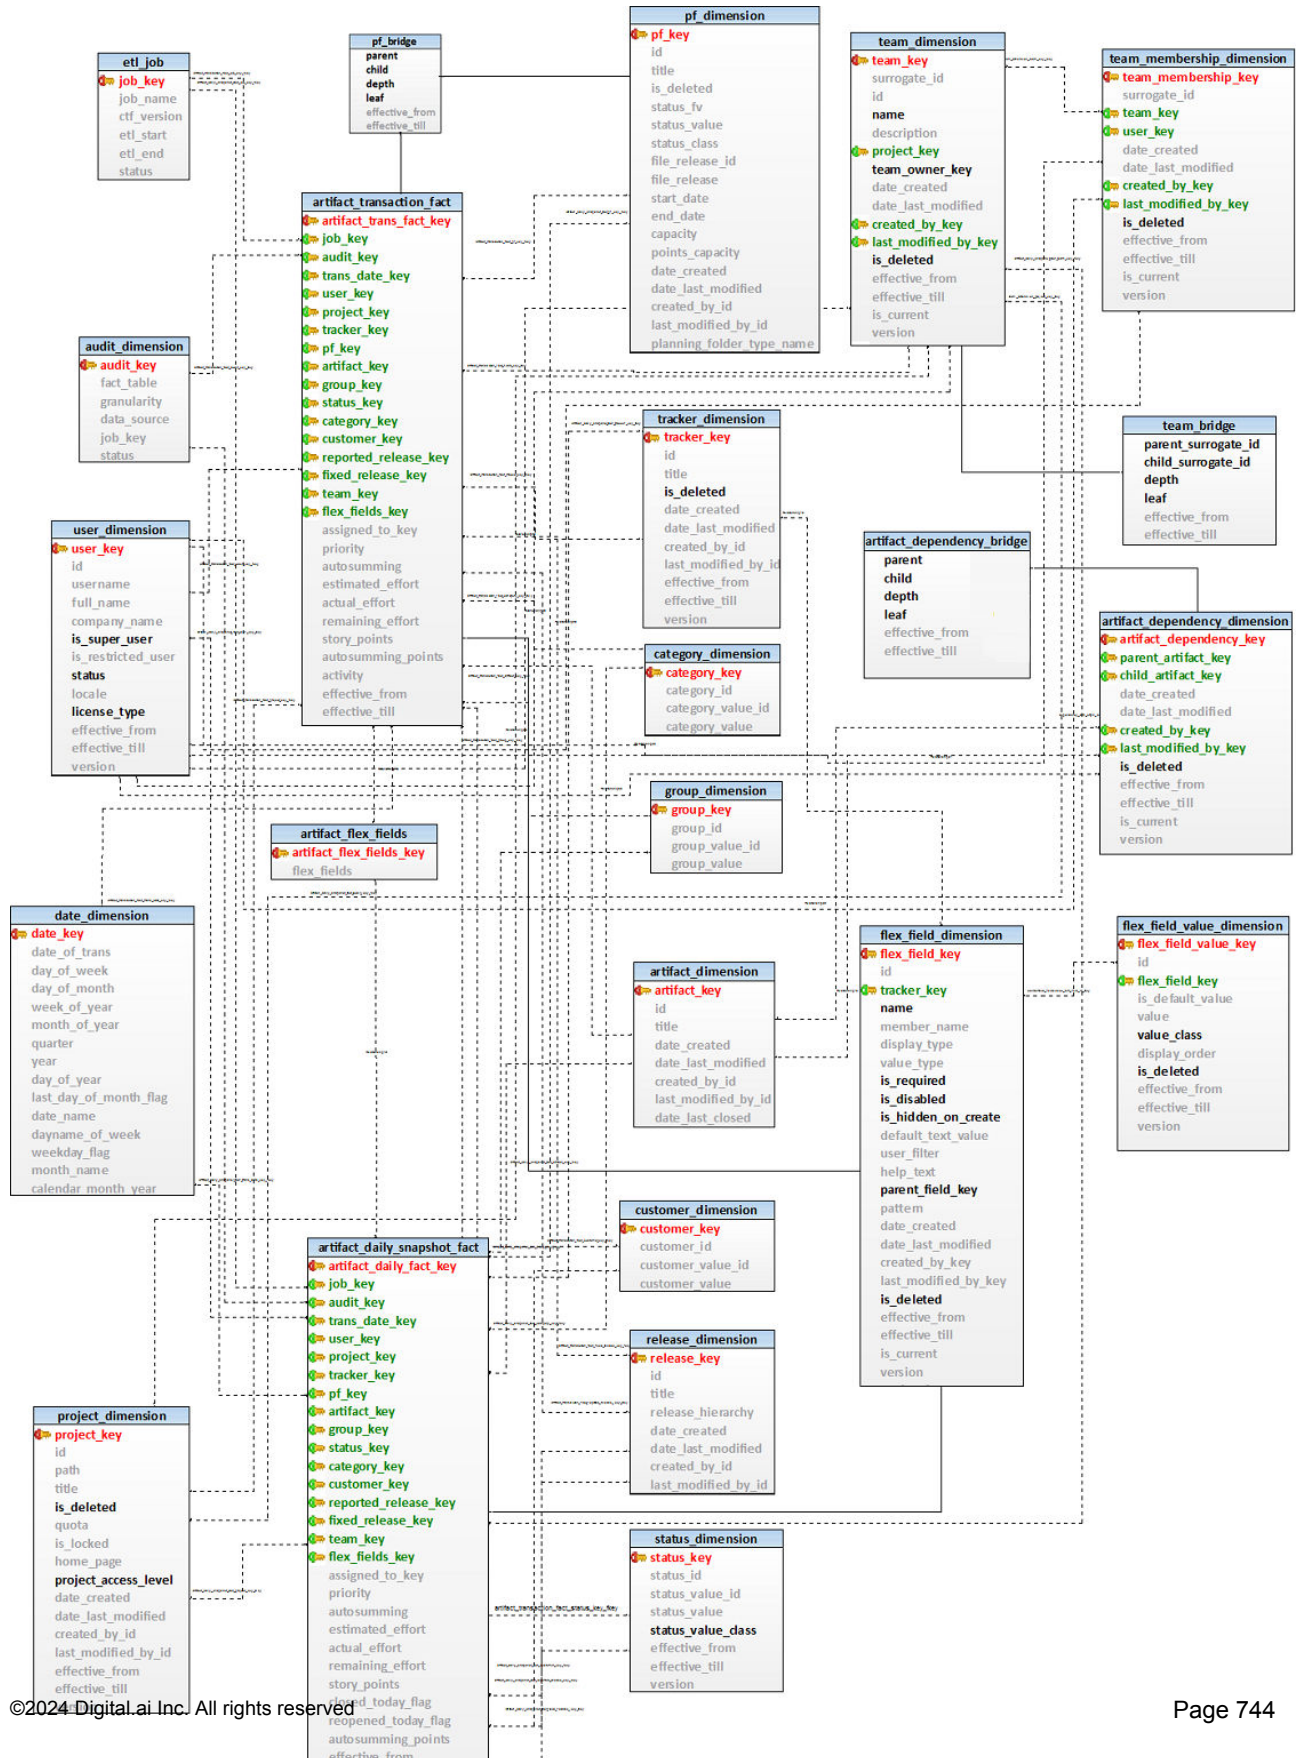 pf_dimension
pf_key
id
title
is_deleted
status_fv
status_value
status_class
file_release_id
file_release
start_date
end_date
capacity
points_capacity
date_created
date_last_modified
created_by_id
last_modified_by_id
planning_folder_type_name
pf_bridge
parent
child
depth
leaf
effective_from
effective_till
etl_job
job_key
job_name
ctf_version
etl_start
etl_end
status
team_dimension
team_key
surrogate_id
id
name
description
project_key
team_owner_key
date_created
date_last_modified
created_by_key
last_modified_by_key
is_deleted
effective_from
effective_till
is_current
version
team_membership_dimension
team_membership_key
surrogate_id
team_key
user_key
date_created
date_last_modified
created_by_key
last_modified_by_key
is_deleted
effective_from
effective_till
is_current
version
artifact_transaction_fact
artifact_trans_fact_key
job_key
audit_key
trans_date_key
user_key
project_key
tracker_key
pf_key
artifact_key
group_key
status_key
category_key
customer_key
reported_release_key
fixed_release_key
team_key
flex_fields_key
assigned_to_key
priority
autosumming
estimated_effort
actual_effort
remaining_effort
story_points
autosumming_points
activity
effective_from
effective_till
audit_dimension
audit_key
fact_table
granularity
data_source
job_key
status
tracker_dimension
tracker_key
id
title
is_deleted
date_created
date_last_modified
created_by_id
last_modified_by_id
effective_from
effective_till
version
team_bridge
parent_surrogate_id
child_surrogate_id
depth
leaf
effective_from
effective_till
user_dimension
user_key
id
username
full_name
company_name
is_super_user
is_restricted_user
status
locale
license_type
effective_from
effective_till
version
artifact_dependency_bridge
parent
child
depth
leaf
effective_from
effective_till
artifact_dependency_dimension
artifact_dependency_key
parent_artifact_key
child_artifact_key
date_created
date_last_modified
created_by_key
last_modified_by_key
is_deleted
effective_from
effective_till
is_current
version
category_dimension
category_key
category_id
category_value_id
category_value
group_dimension
group_key
group_id
group_value_id
group_value
artifact_flex_fields
artifact_flex_fields_key
flex_fields
date_dimension
date_key
date_of_trans
day_of_week
day_of_month
week_of_year
month_of_year
quarter
year
day_of_year
last_day_of_month_flag
date_name
dayname_of_week
weekday_flag
month_name
calendar_month_year
artifact_dimension
artifact_key
id
title
date_created
date_last_modified
created_by_id
last_modified_by_id
date_last_closed
flex_field_dimension
flex_field_key
id
tracker_key
name
member_name
display_type
value_type
is_required
is_disabled
is_hidden_on_create
default_text_value
user_filter
help_text
parent_field_key
pattern
date_created
date_last_modified
created_by_key
last_modified_by_key
is_deleted
effective_from
effective_till
is_current
version
flex_field_value_dimension
flex_field_value_key
id
flex_field_key
is_default_value
value
value_class
display_order
is_deleted
effective_from
effective_till
version
customer_dimension
customer_key
customer_id
customer_value_id
customer_value
artifact_daily_snapshot_fact
artifact_daily_fact_key
job_key
audit_key
trans_date_key
user_key
project_key
tracker_key
pf_key
artifact_key
group_key
status_key
category_key
customer_key
reported_release_key
fixed_release_key
team_key
flex_fields_key
assigned_to_key
priority
autosumming
estimated_effort
actual_effort
remaining_effort
story_points
closed_today_flag
reopened_today_flag
autosumming_points
effective_from
release_dimension
release_key
id
title
release_hierarchy
date_created
date_last_modified
created_by_id
last_modified_by_id
project_dimension
project_key
id
path
title
is_deleted
quota
is_locked
home_page
project_access_level
date_created
date_last_modified
created_by_id
last_modified_by_id
effective_from
effective_till
status_dimension
status_key
status_id
status_value_id
status_value
status_value_class
effective_from
effective_till
version
artifact_transaction_fact_status_key_fkey
©2024 Digital.ai Inc. All rights reserved
Page 744